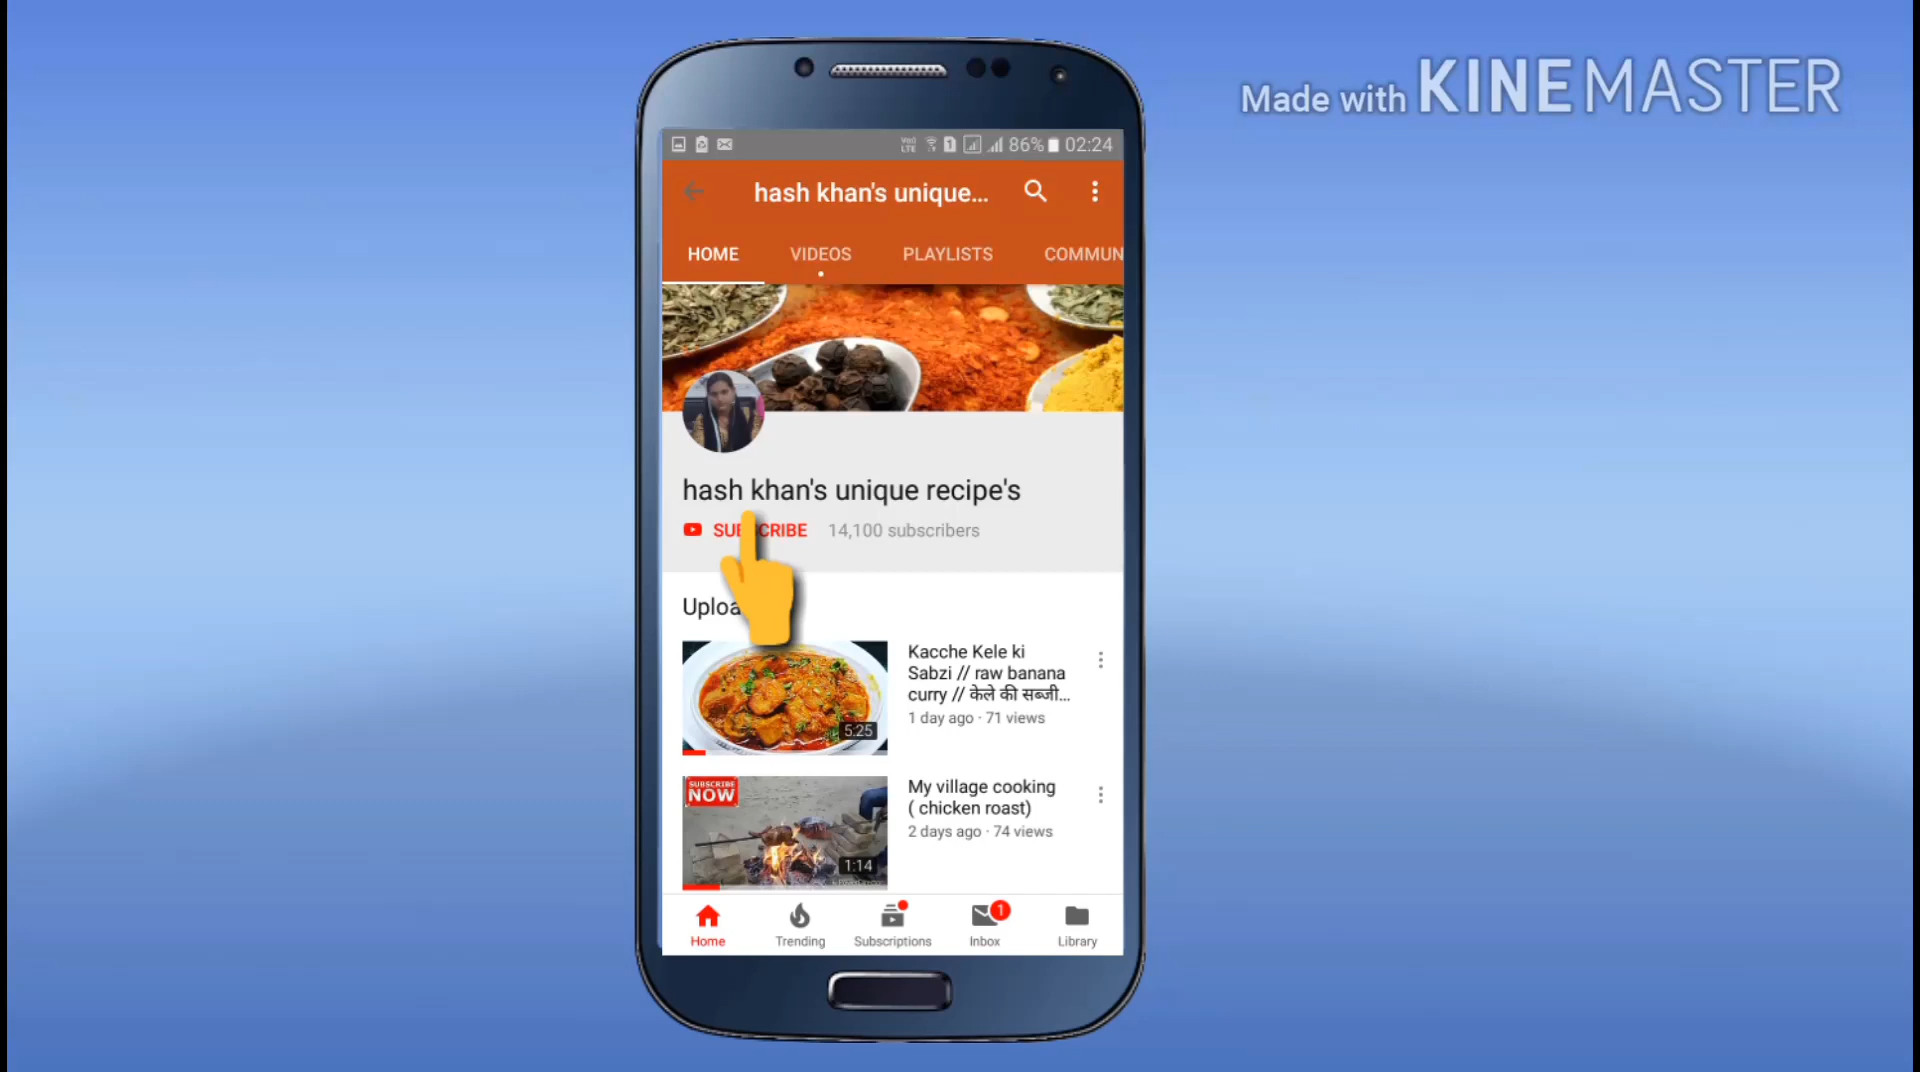 Made with KINEMASTER
86% 02:24
hash khan's unique...
HOME VIDEOS PLAYLISTS COMMUN
hash khan's unique recipe's
SUBSCRIBE 14,100 subscribers
Uploa
Kacche Kele ki
Sabzi // raw banana
curry // केले की सब्जी...
1 day ago · 71 views
5:25
SUBSCRIBE
NOW
My village cooking
( chicken roast)
2 days ago · 74 views
1:14
1
Home Trending Subscriptions Inbox Library